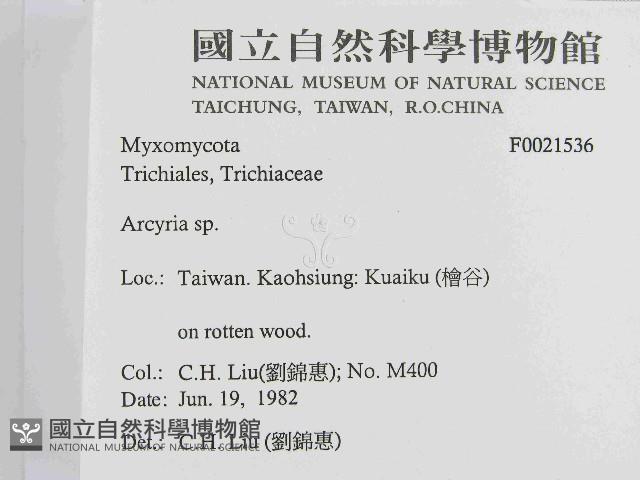 國立自然科學博物館
NATIONAL MUSEUM OF NATURAL SCIENCE
TAICHUNG, TAIWAN, R.O.CHINA
Myxomycota F0021536
Trichiales, Trichiaceae
Arcyria sp.
Loc.: Taiwan. Kaohsiung: Kuaiku (檜谷)
on rotten wood.
Col.: C.H. Liu(劉錦惠); No. M400
Date: Jun. 19, 1982
Det.: C.H. Liu (劉錦惠)
國立自然科學博物館
NATIONAL MUSEUM OF NATURAL SCIENCE